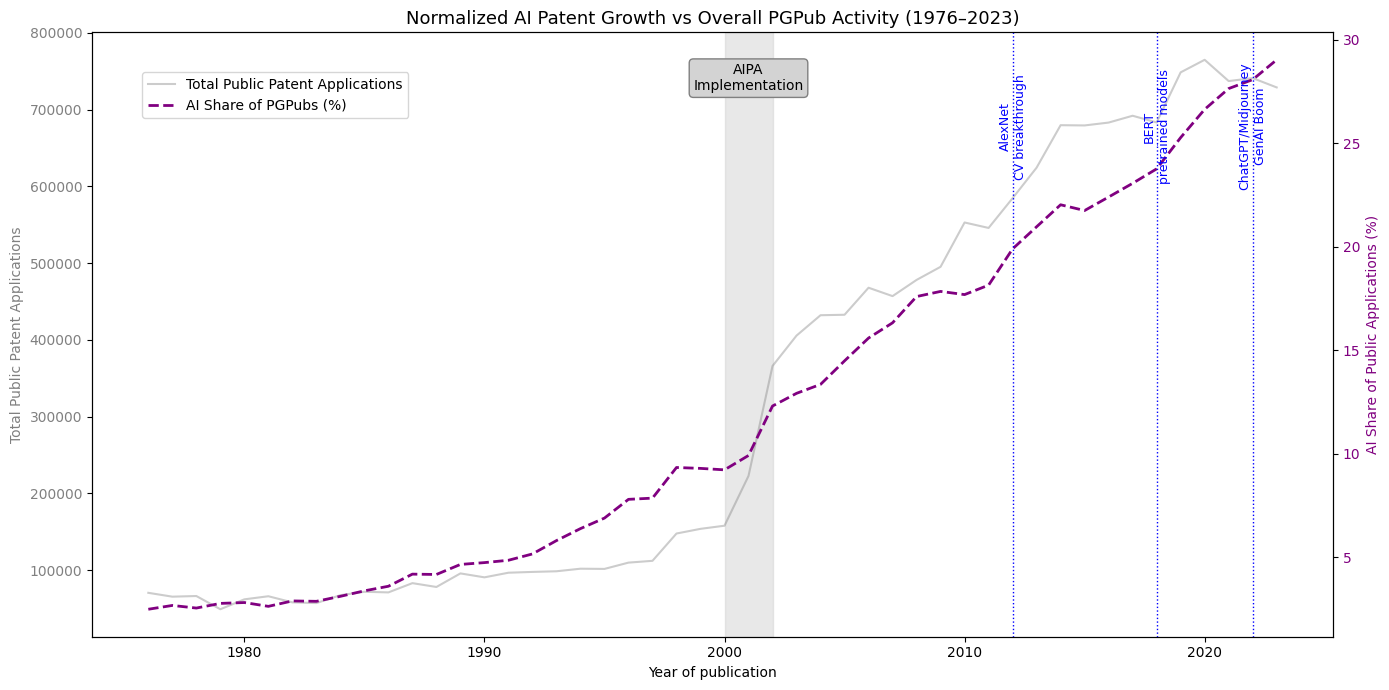 Normalized AI Patent Growth vs Overall PGPub Activity (1976–2023)
800000
700000
600000
500000
400000
300000
200000
100000
Total Public Patent Applications
Total Public Patent Applications
AI Share of PGPubs (%)
AIPA
Implementation
AlexNet
CV breakthrough
BERT
pretrained models
ChatGPT/Midjourney
GenAI Boom
30
25
20
15
10
5
AI Share of Public Applications (%)
1980
1990
2000
2010
2020
Year of publication